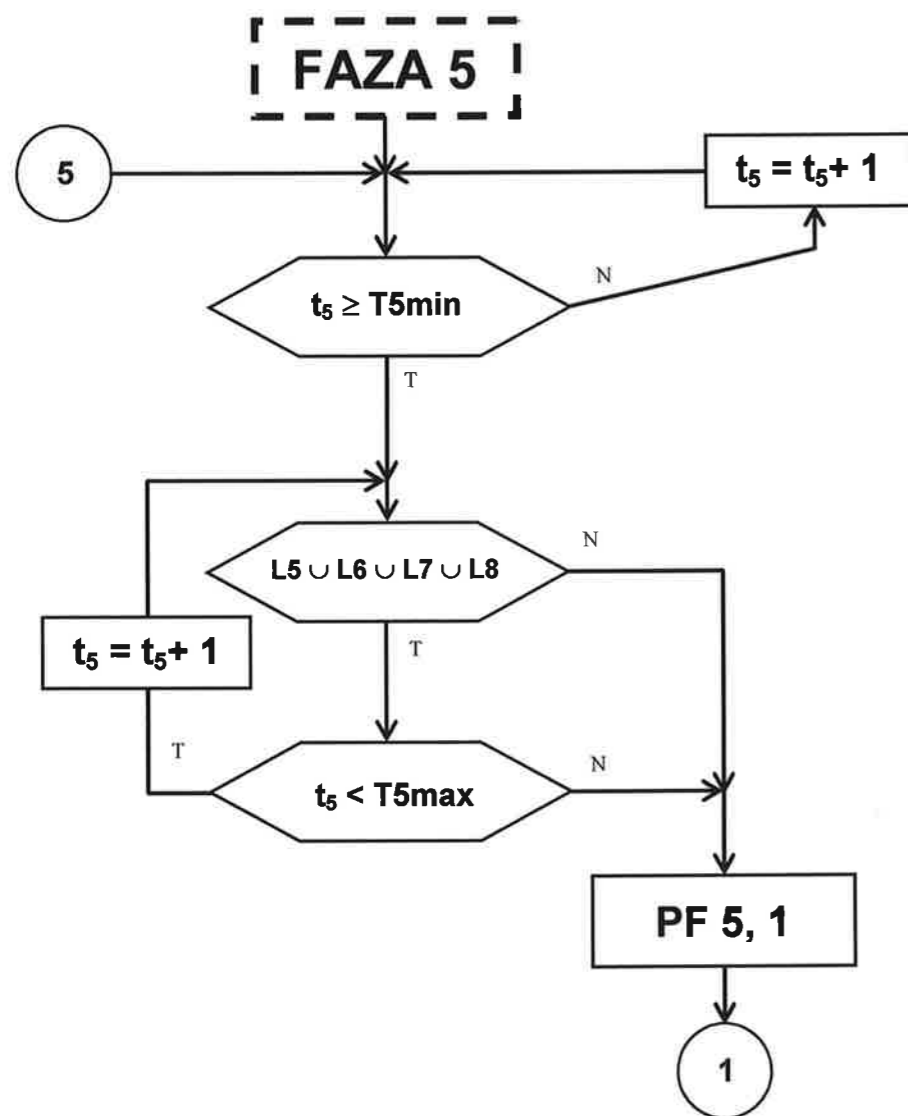 FAZA 5
5
t₅ = t₅+ 1
N
t₅ ≥ T5min
T
N
L5 ∪ L6 ∪ L7 ∪ L8
t₅ = t₅+ 1
T
T
N
t₅ < T5max
PF 5, 1
1